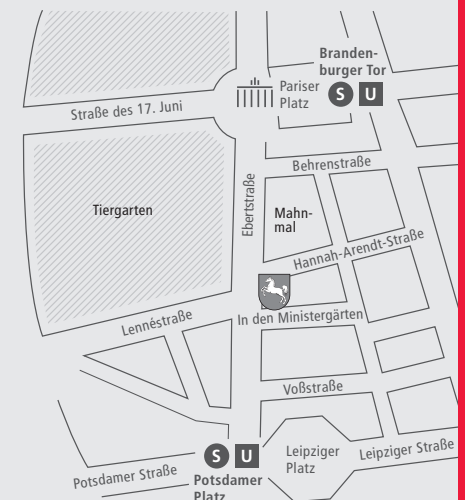 Branden-
burger Tor
S U
Pariser
Platz
Straße des 17. Juni
Behrenstraße
Ebertstraße
Tiergarten
Mahn-
mal
Hannah-Arendt-Straße
Lennéstraße
In den Ministergärten
Voßstraße
S U
Leipziger
Platz
Leipziger Straße
Potsdamer Straße
Potsdamer
Platz